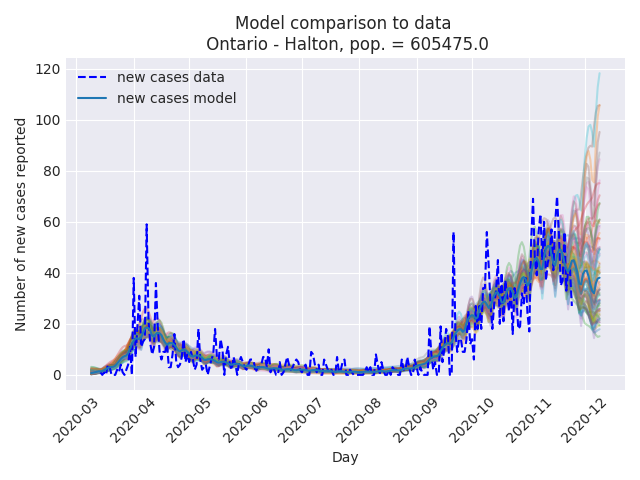 Model comparison to data
Ontario - Halton, pop. = 605475.0
new cases data
new cases model
120
100
80
60
40
20
0
Number of new cases reported
2020-03
2020-04
2020-05
2020-06
2020-07
2020-08
2020-09
2020-10
2020-11
2020-12
Day